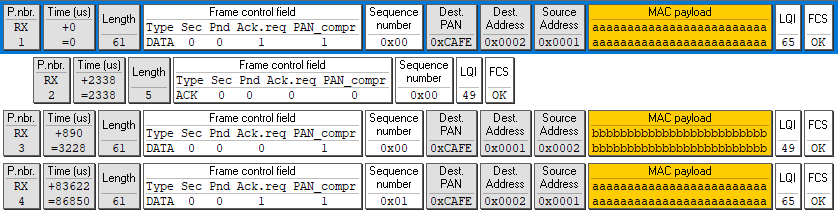 P.nbr. Time (us) Length Frame control field Sequence number Dest. PAN Dest. Address Source Address MAC payload LQI FCS
RX +0 61 Type Sec Pnd Ack.req PAN_compr 0x00 0xCAFE 0x0002 0x0001 aaaaaaaaaaaaaaaaaaaaaaaaa 65 OK
1 =0 DATA 0 0 1 1 aaaaaaaaaaaaaaaaaaaaaaaaa
P.nbr. Time (us) Length Frame control field Sequence number LQI FCS
RX +2338 5 Type Sec Pnd Ack.req PAN_compr 0x00 49 OK
2 =2338 ACK 0 0 0 0
P.nbr. Time (us) Length Frame control field Sequence number Dest. PAN Dest. Address Source Address MAC payload LQI FCS
RX +890 61 Type Sec Pnd Ack.req PAN_compr 0x00 0xCAFE 0x0001 0x0002 bbbbbbbbbbbbbbbbbbbbbbbbb 49 OK
3 =3228 DATA 0 0 1 1 bbbbbbbbbbbbbbbbbbbbbbbbb
P.nbr. Time (us) Length Frame control field Sequence number Dest. PAN Dest. Address Source Address MAC payload LQI FCS
RX +83622 61 Type Sec Pnd Ack.req PAN_compr 0x01 0xCAFE 0x0002 0x0001 aaaaaaaaaaaaaaaaaaaaaaaaa 65 OK
4 =86850 DATA 0 0 1 1 aaaaaaaaaaaaaaaaaaaaaaaaa